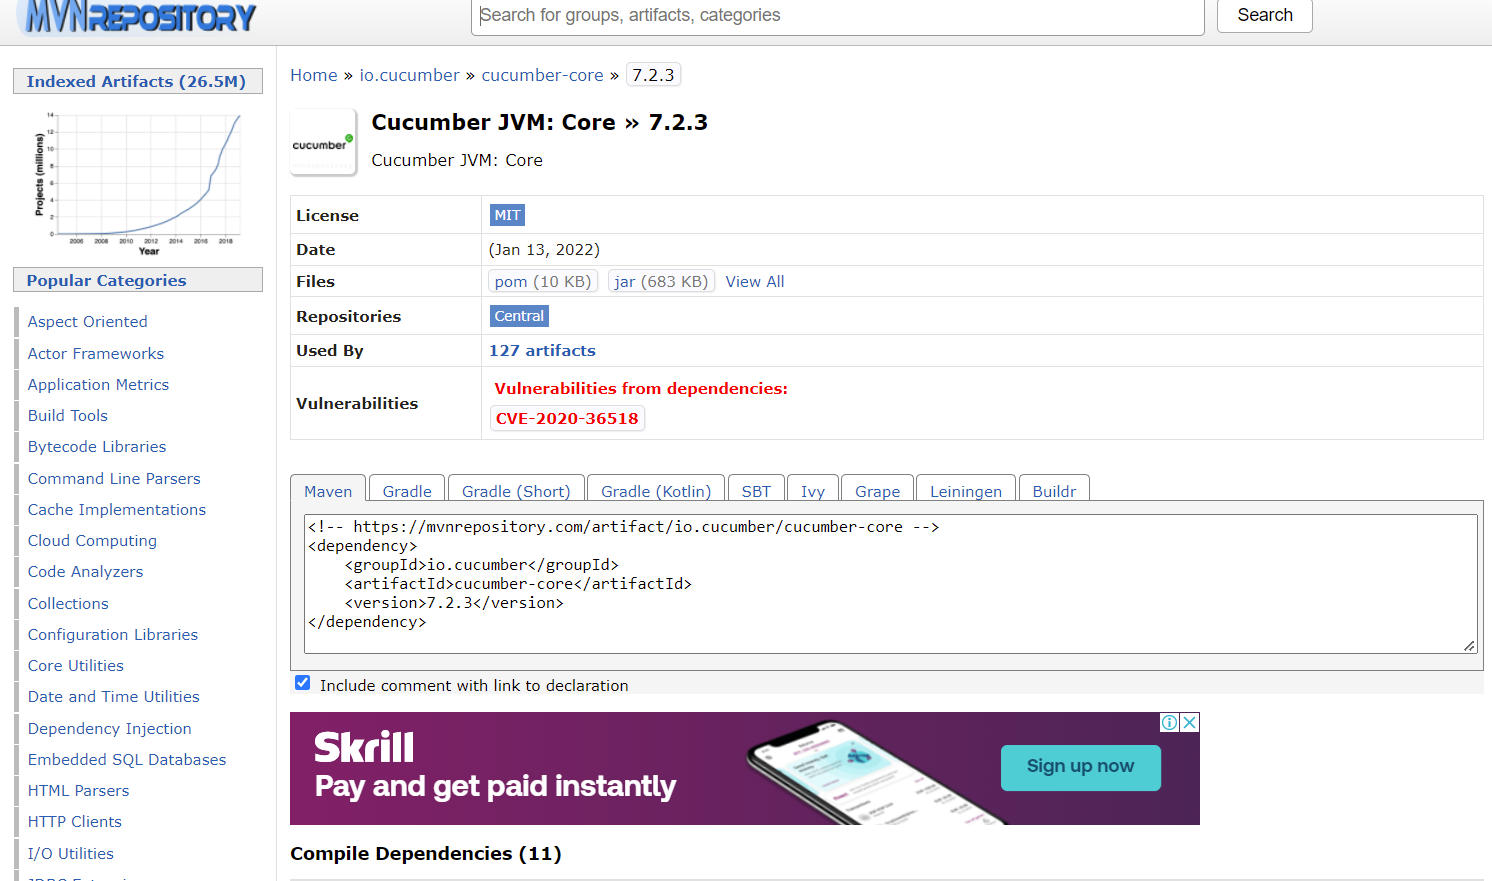 MVNREPOSITORY
Search for groups, artifacts, categories
Search
Indexed Artifacts (26.5M)
Projects (millions)
14
12
10
8
6
4
2
0
2006 2008 2010 2012 2014 2016 2018
Year
Popular Categories
Aspect Oriented
Actor Frameworks
Application Metrics
Build Tools
Bytecode Libraries
Command Line Parsers
Cache Implementations
Cloud Computing
Code Analyzers
Collections
Configuration Libraries
Core Utilities
Date and Time Utilities
Dependency Injection
Embedded SQL Databases
HTML Parsers
HTTP Clients
I/O Utilities
Home » io.cucumber » cucumber-core » 7.2.3
cucumber
Cucumber JVM: Core » 7.2.3
Cucumber JVM: Core
License MIT
Date (Jan 13, 2022)
Files pom (10 KB) jar (683 KB) View All
Repositories Central
Used By 127 artifacts
Vulnerabilities Vulnerabilities from dependencies:
CVE-2020-36518
Maven Gradle Gradle (Short) Gradle (Kotlin) SBT Ivy Grape Leiningen Buildr
<!-- https://mvnrepository.com/artifact/io.cucumber/cucumber-core -->
<dependency>
    <groupId>io.cucumber</groupId>
    <artifactId>cucumber-core</artifactId>
    <version>7.2.3</version>
</dependency>
Include comment with link to declaration
Skrill
Pay and get paid instantly
Sign up now
Compile Dependencies (11)